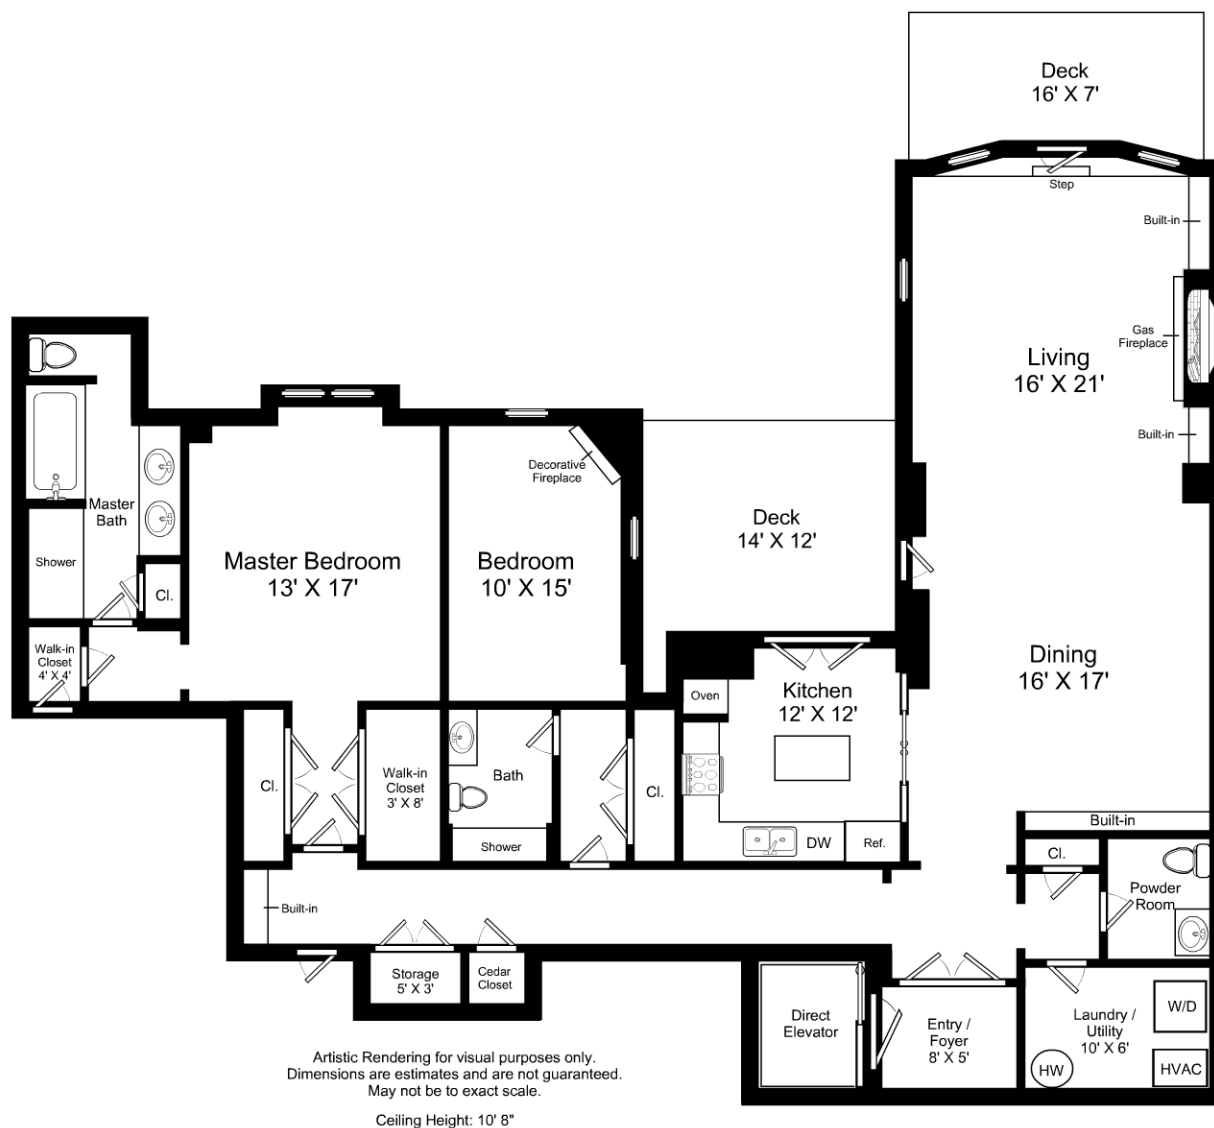 Deck
16' X 7'
Step
Built-in
Gas
Fireplace
Living
16' X 21'
Built-in
Decorative
Fireplace
Master
Bath
Deck
14' X 12'
Master Bedroom
13' X 17'
Bedroom
10' X 15'
Shower
Cl.
Walk-in
Closet
4' X 4'
Dining
16' X 17'
Oven
Kitchen
12' X 12'
Cl.
Walk-in
Closet
3' X 8'
Bath
Cl.
Shower
DW
Ref.
Built-in
Cl.
Powder
Room
Built-in
Storage
5' X 3'
Cedar
Closet
Direct
Elevator
Entry /
Foyer
8' X 5'
Laundry /
Utility
10' X 6'
W/D
HW
HVAC
Artistic Rendering for visual purposes only.
Dimensions are estimates and are not guaranteed.
May not be to exact scale.
Ceiling Height: 10' 8"